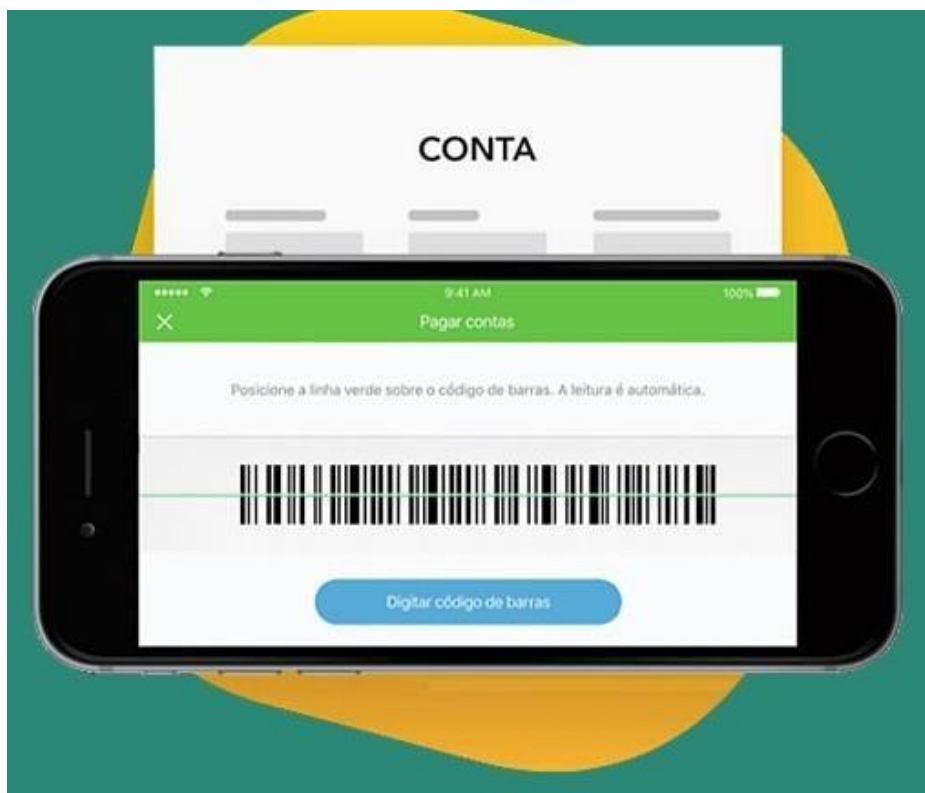 CONTA
9:41 AM
100%
Pagar contas
Posicione a linha verde sobre o código de barras. A leitura é automática.
Digitar código de barras